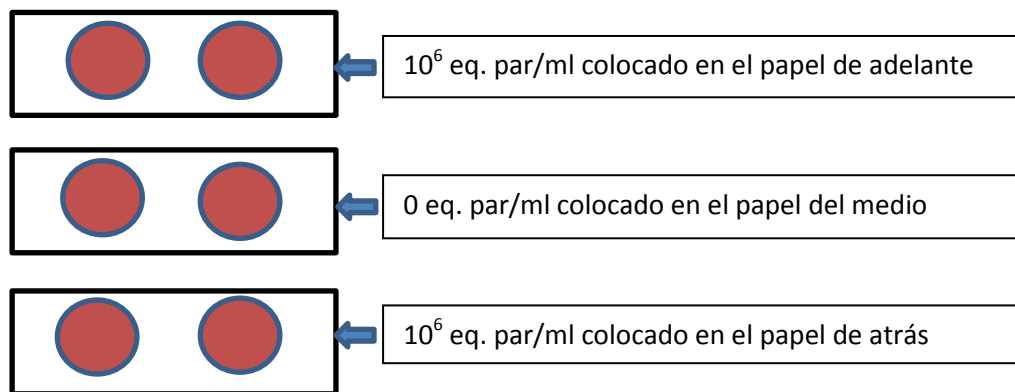 10⁶ eq. par/ml colocado en el papel de adelante
0 eq. par/ml colocado en el papel del medio
10⁶ eq. par/ml colocado en el papel de atrás